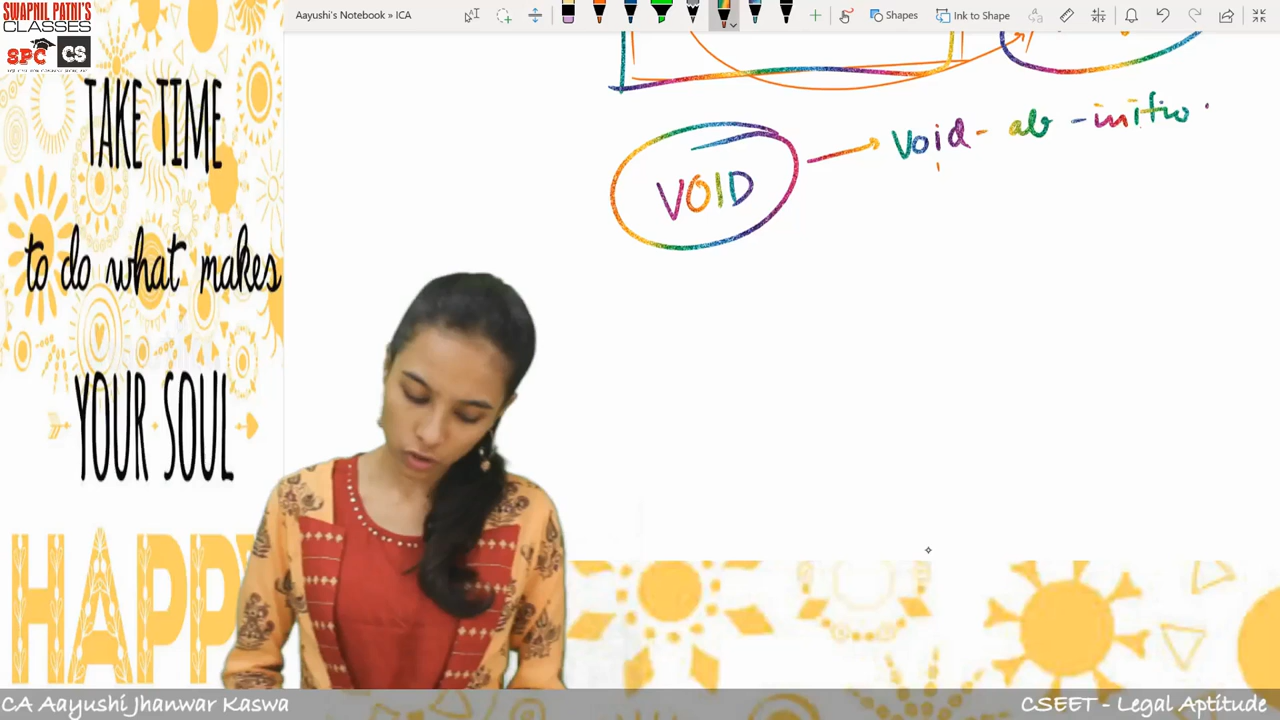 SWAPNIL PATNI'S
CLASSES
SPC CS
Aayushi's Notebook » ICA
Shapes
Ink to Shape
TAKE TIME
to do what makes
YOUR SOUL
HAPPY
VOID
Void - ab - initio.
CA Aayushi Jhanwar Kaswa
CSEET - Legal Aptitude